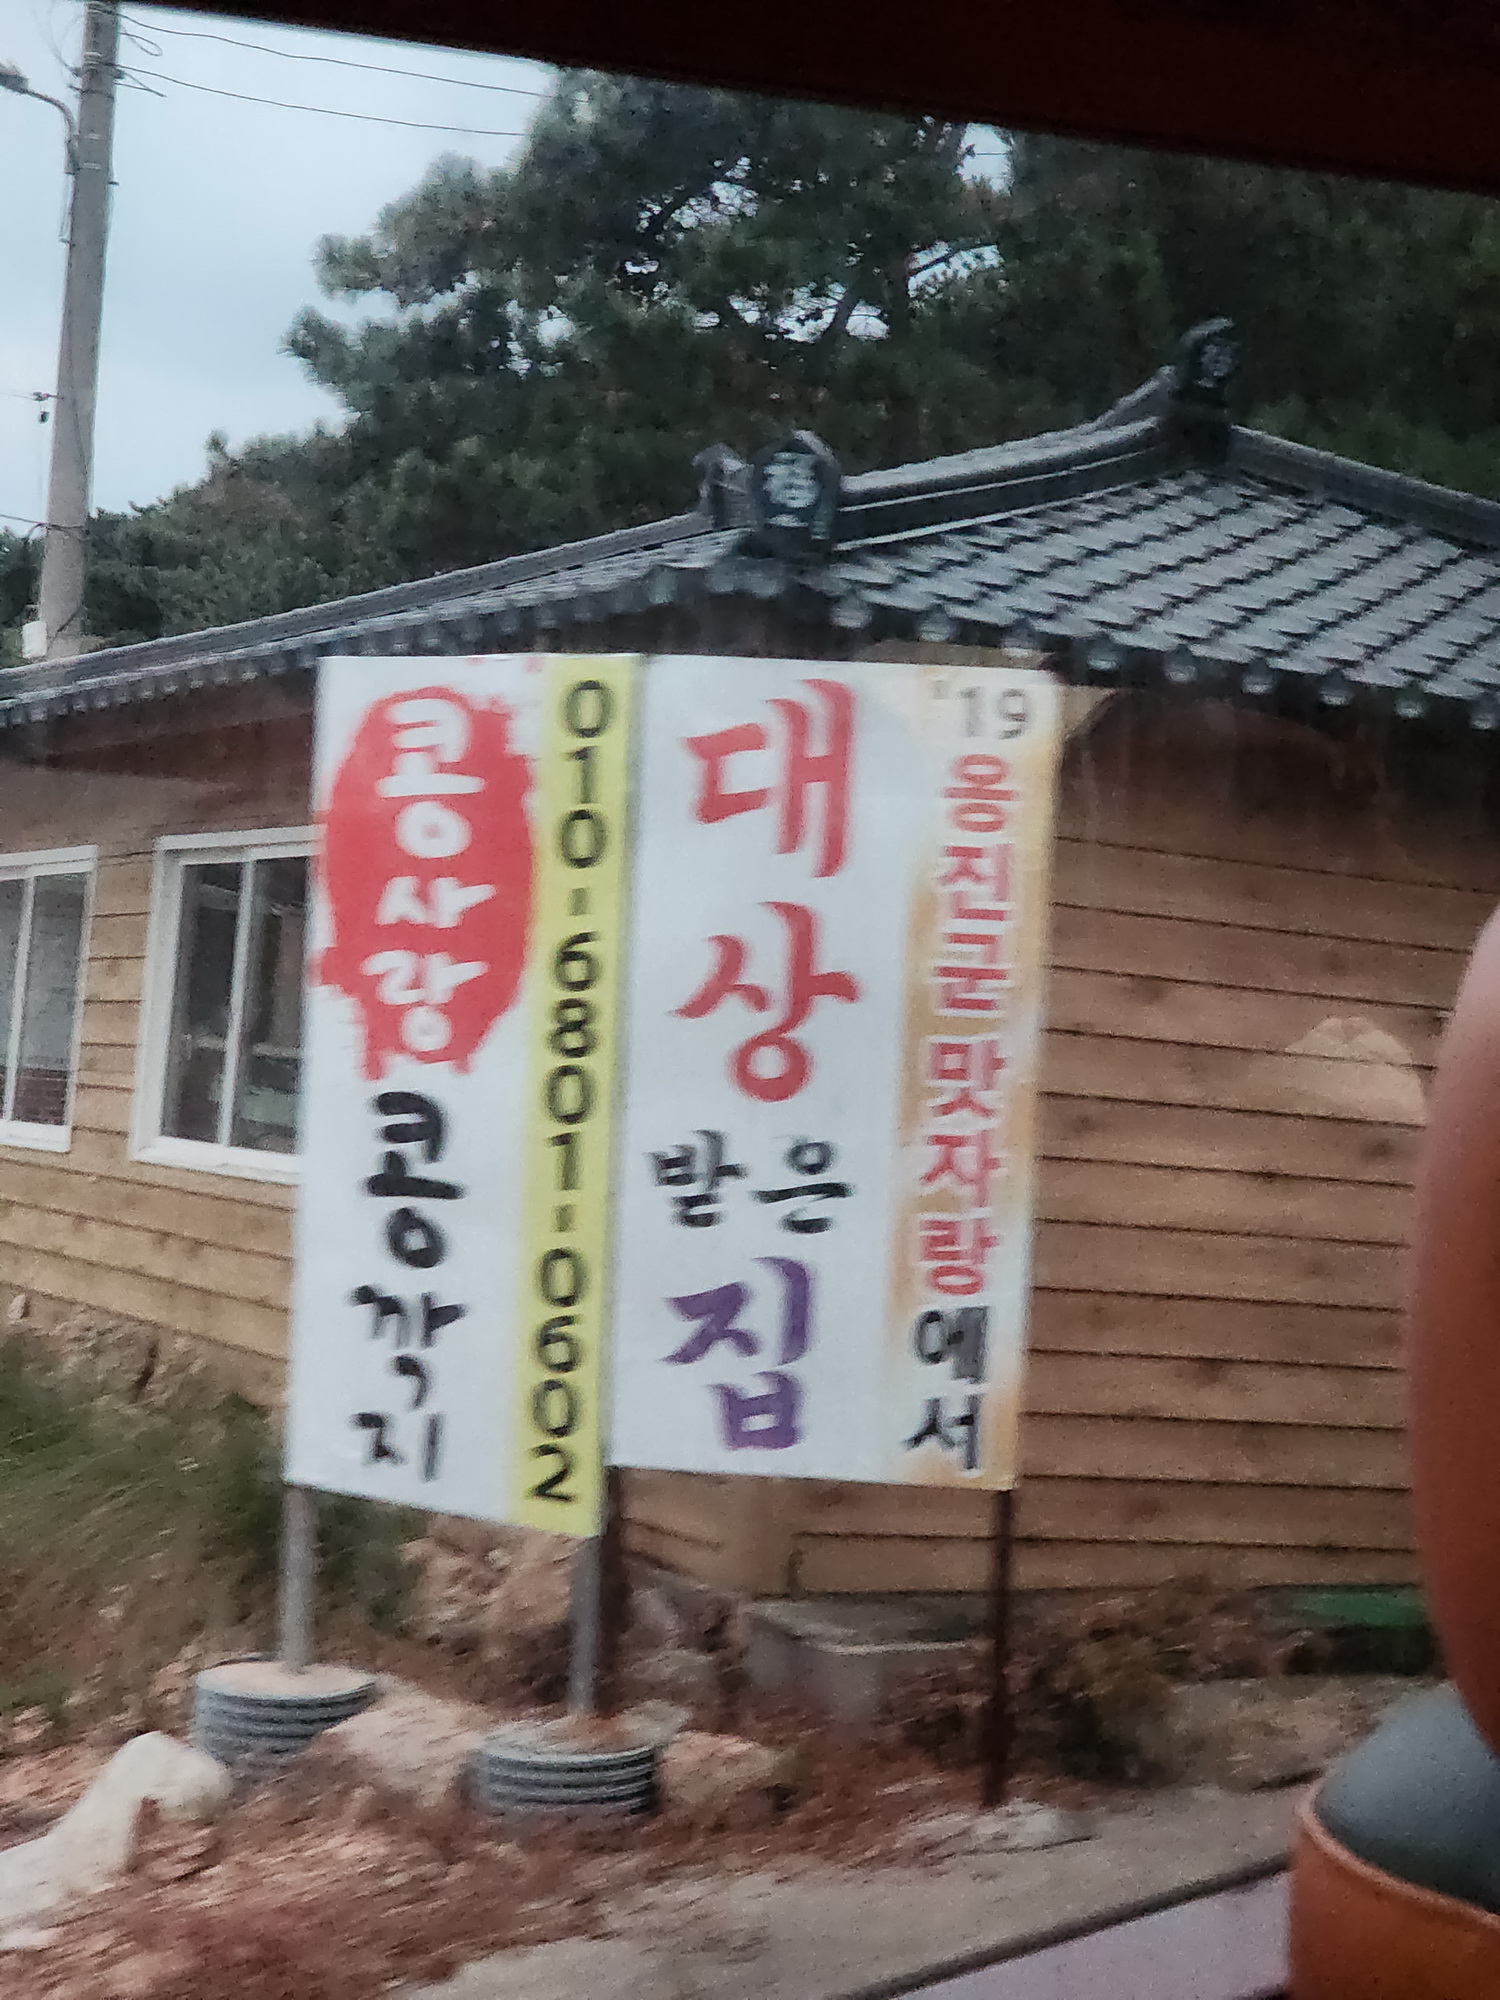 콩사랑
콩깍지
010-6801-0602
대상
받은
집
'19
옹진군 맛자랑에서